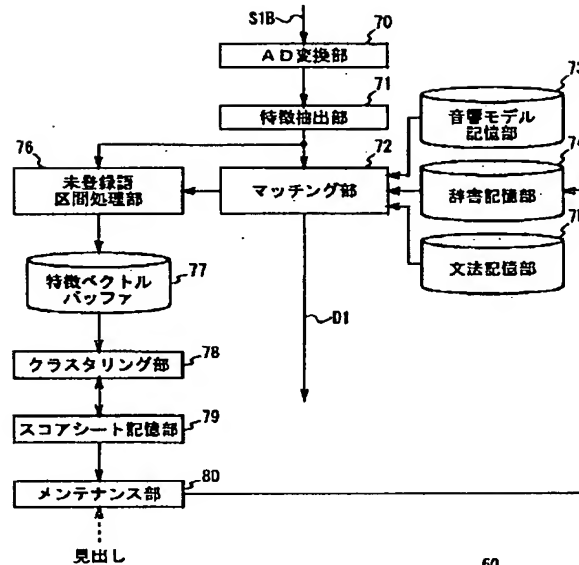 S1B
70
AD変換部
71
特徴抽出部
73
音響モデル
記憶部
76
未登録語
区間処理部
72
マッチング部
74
辞書記憶部
文法記憶部
77
特徴ベクトル
バッファ
D1
78
クラスタリング部
79
スコアシート記憶部
80
メンテナンス部
見出し